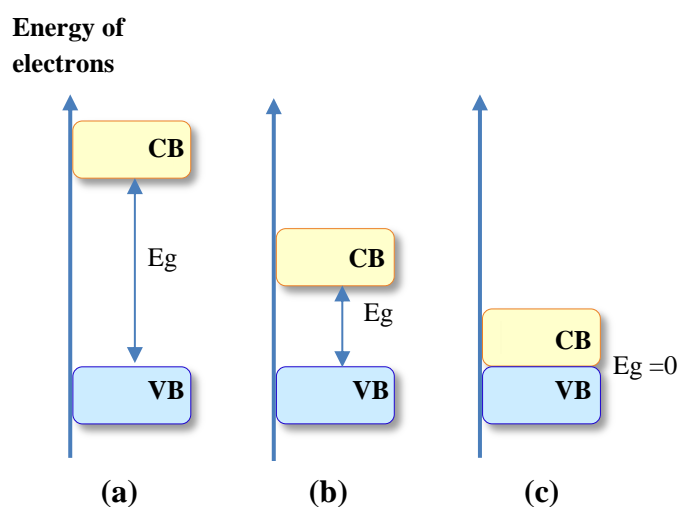 Energy of
electrons
CB
Eg
VB
(a)
CB
Eg
VB
(b)
CB
Eg =0
VB
(c)